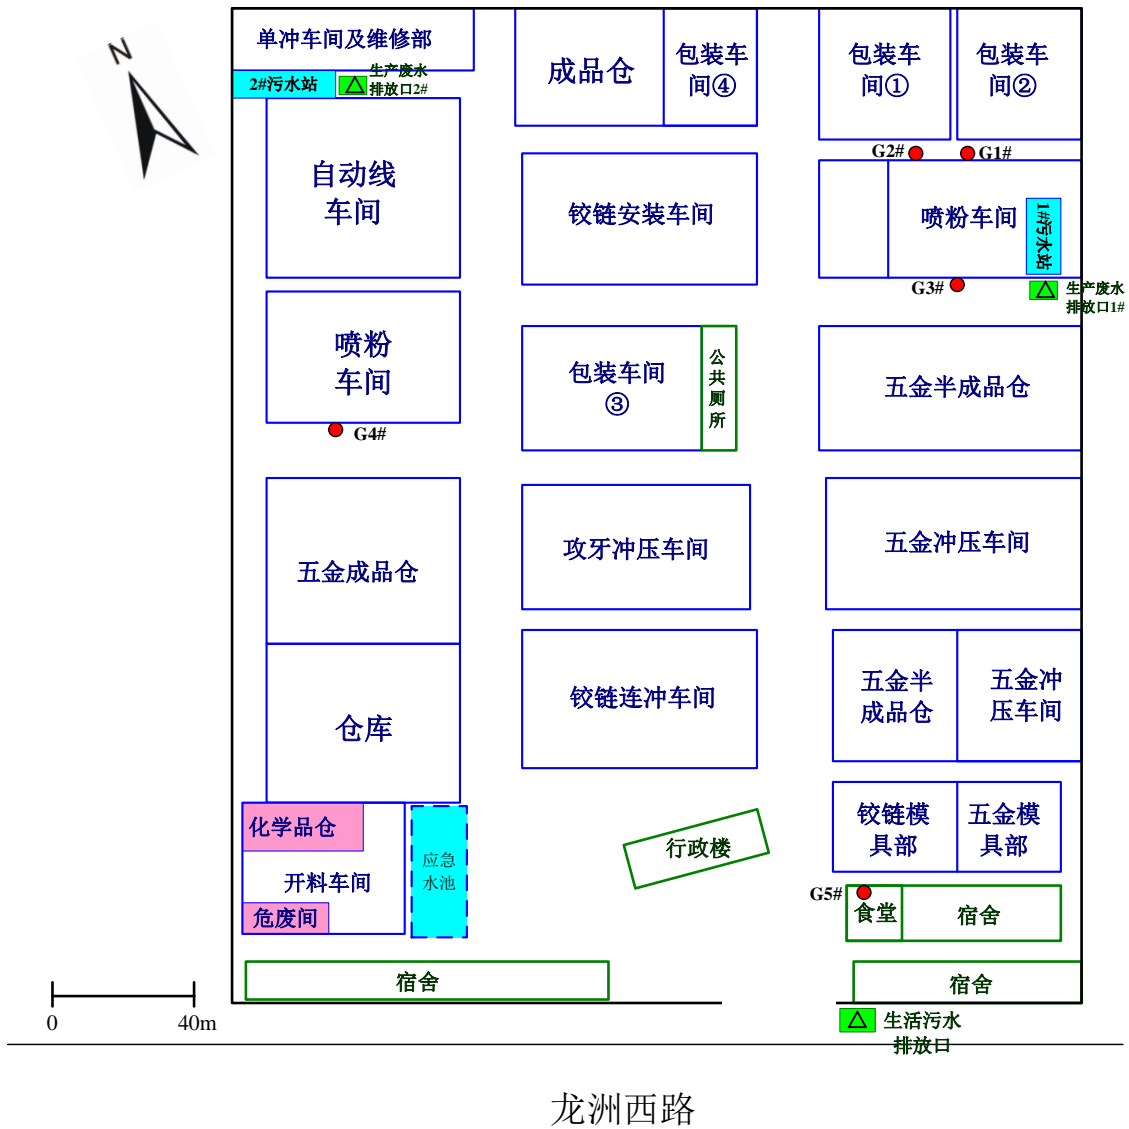 N
单冲车间及维修部
2#污水站
生产废水
排放口2#
成品仓
包装车
间④
包装车
间①
包装车
间②
G2#
G1#
自动线
车间
铰链安装车间
喷粉车间
1#污水站
G3#
生产废水
排放口1#
喷粉
车间
G4#
包装车间
③
公共厕所
五金半成品仓
五金成品仓
攻牙冲压车间
五金冲压车间
仓库
铰链连冲车间
五金半
成品仓
五金冲
压车间
化学品仓
开料车间
危废间
应急
水池
行政楼
铰链模
具部
五金模
具部
G5#
食堂
宿舍
宿舍
宿舍
0
40m
生活污水
排放口
龙洲西路